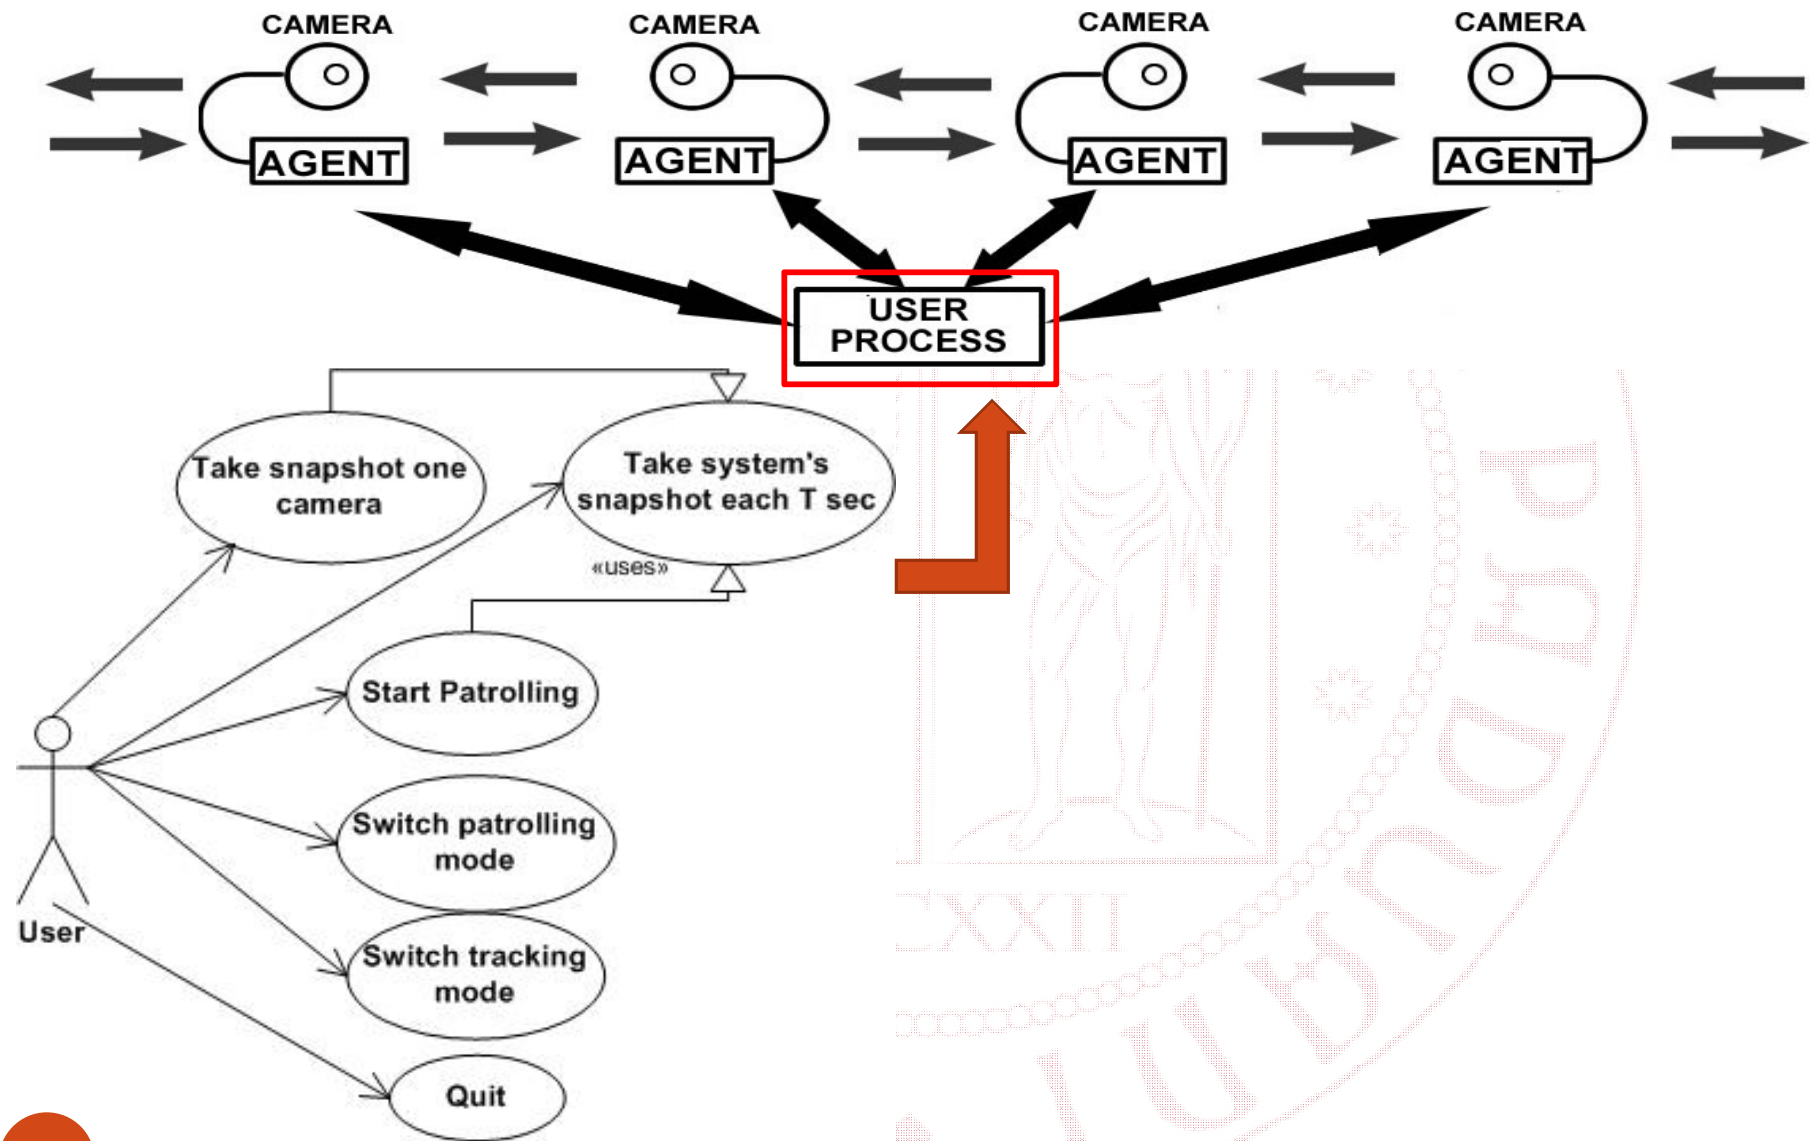 CAMERA
CAMERA
CAMERA
CAMERA
AGENT
AGENT
AGENT
AGENT
USER
PROCESS
Take snapshot one
camera
Take system's
snapshot each T sec
«uses»
Start Patrolling
Switch patrolling
mode
User
Switch tracking
mode
Quit
CXXII